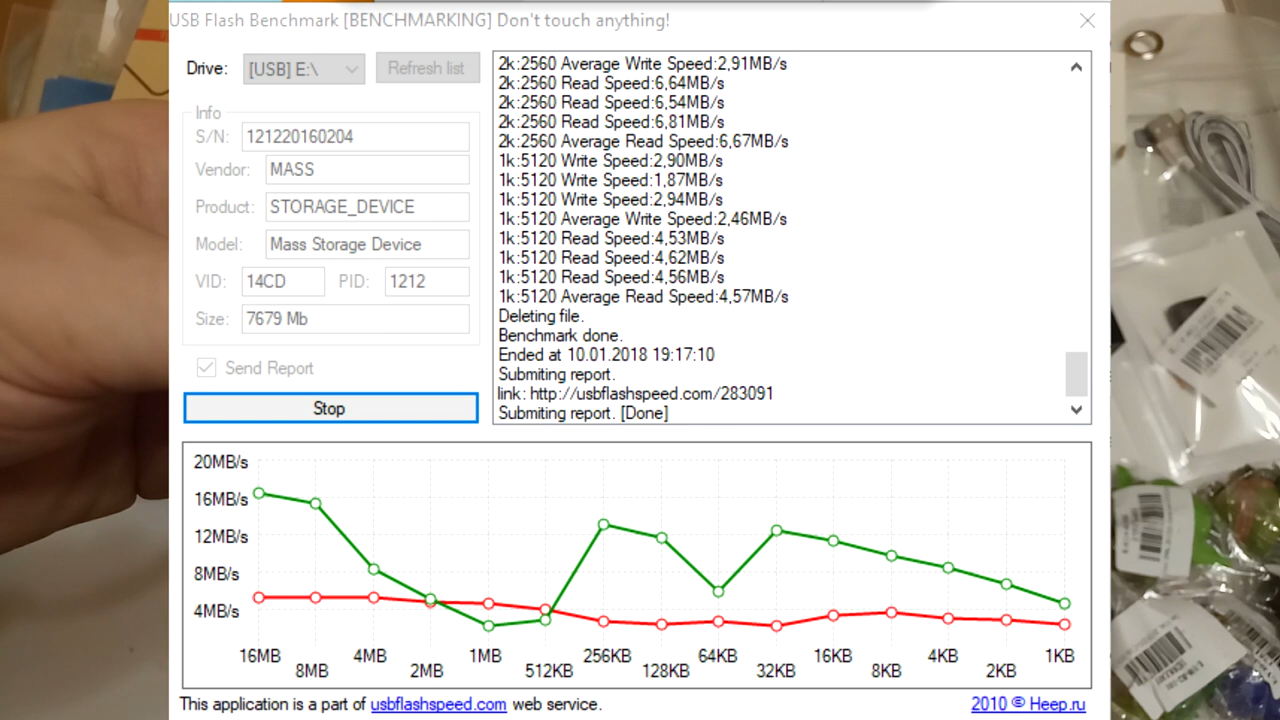 USB Flash Benchmark [BENCHMARKING] Don't touch anything!
Drive: [USB] E:\ Refresh list
Info
S/N: 121220160204
Vendor: MASS
Product: STORAGE_DEVICE
Model: Mass Storage Device
VID: 14CD PID: 1212
Size: 7679 Mb
Send Report
Stop
2k:2560 Average Write Speed:2,91MB/s
2k:2560 Read Speed:6,64MB/s
2k:2560 Read Speed:6,54MB/s
2k:2560 Read Speed:6,81MB/s
2k:2560 Average Read Speed:6,67MB/s
1k:5120 Write Speed:2,90MB/s
1k:5120 Write Speed:1,87MB/s
1k:5120 Write Speed:2,94MB/s
1k:5120 Average Write Speed:2,46MB/s
1k:5120 Read Speed:4,53MB/s
1k:5120 Read Speed:4,62MB/s
1k:5120 Read Speed:4,56MB/s
1k:5120 Average Read Speed:4,57MB/s
Deleting file.
Benchmark done.
Ended at 10.01.2018 19:17:10
Submiting report.
link: http://usbflashspeed.com/283091
Submiting report. [Done]
20MB/s
16MB/s
12MB/s
8MB/s
4MB/s
16MB 8MB 4MB 2MB 1MB 512KB 256KB 128KB 64KB 32KB 16KB 8KB 4KB 2KB 1KB
This application is a part of usbflashspeed.com web service. 2010 © Heep.ru